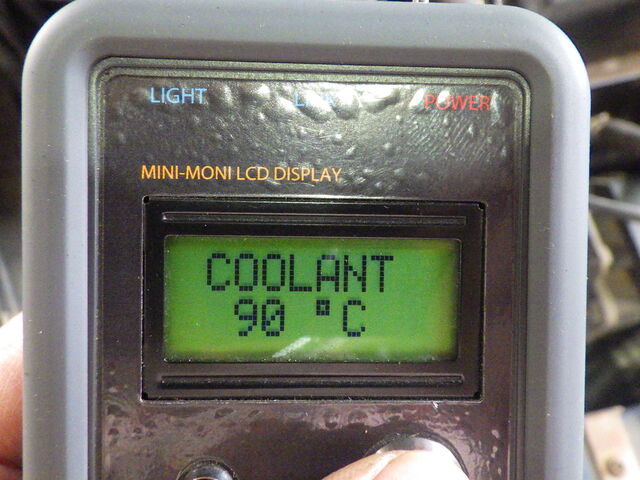 LIGHT POWER
MINI-MONI LCD DISPLAY
COOLANT
90 °C